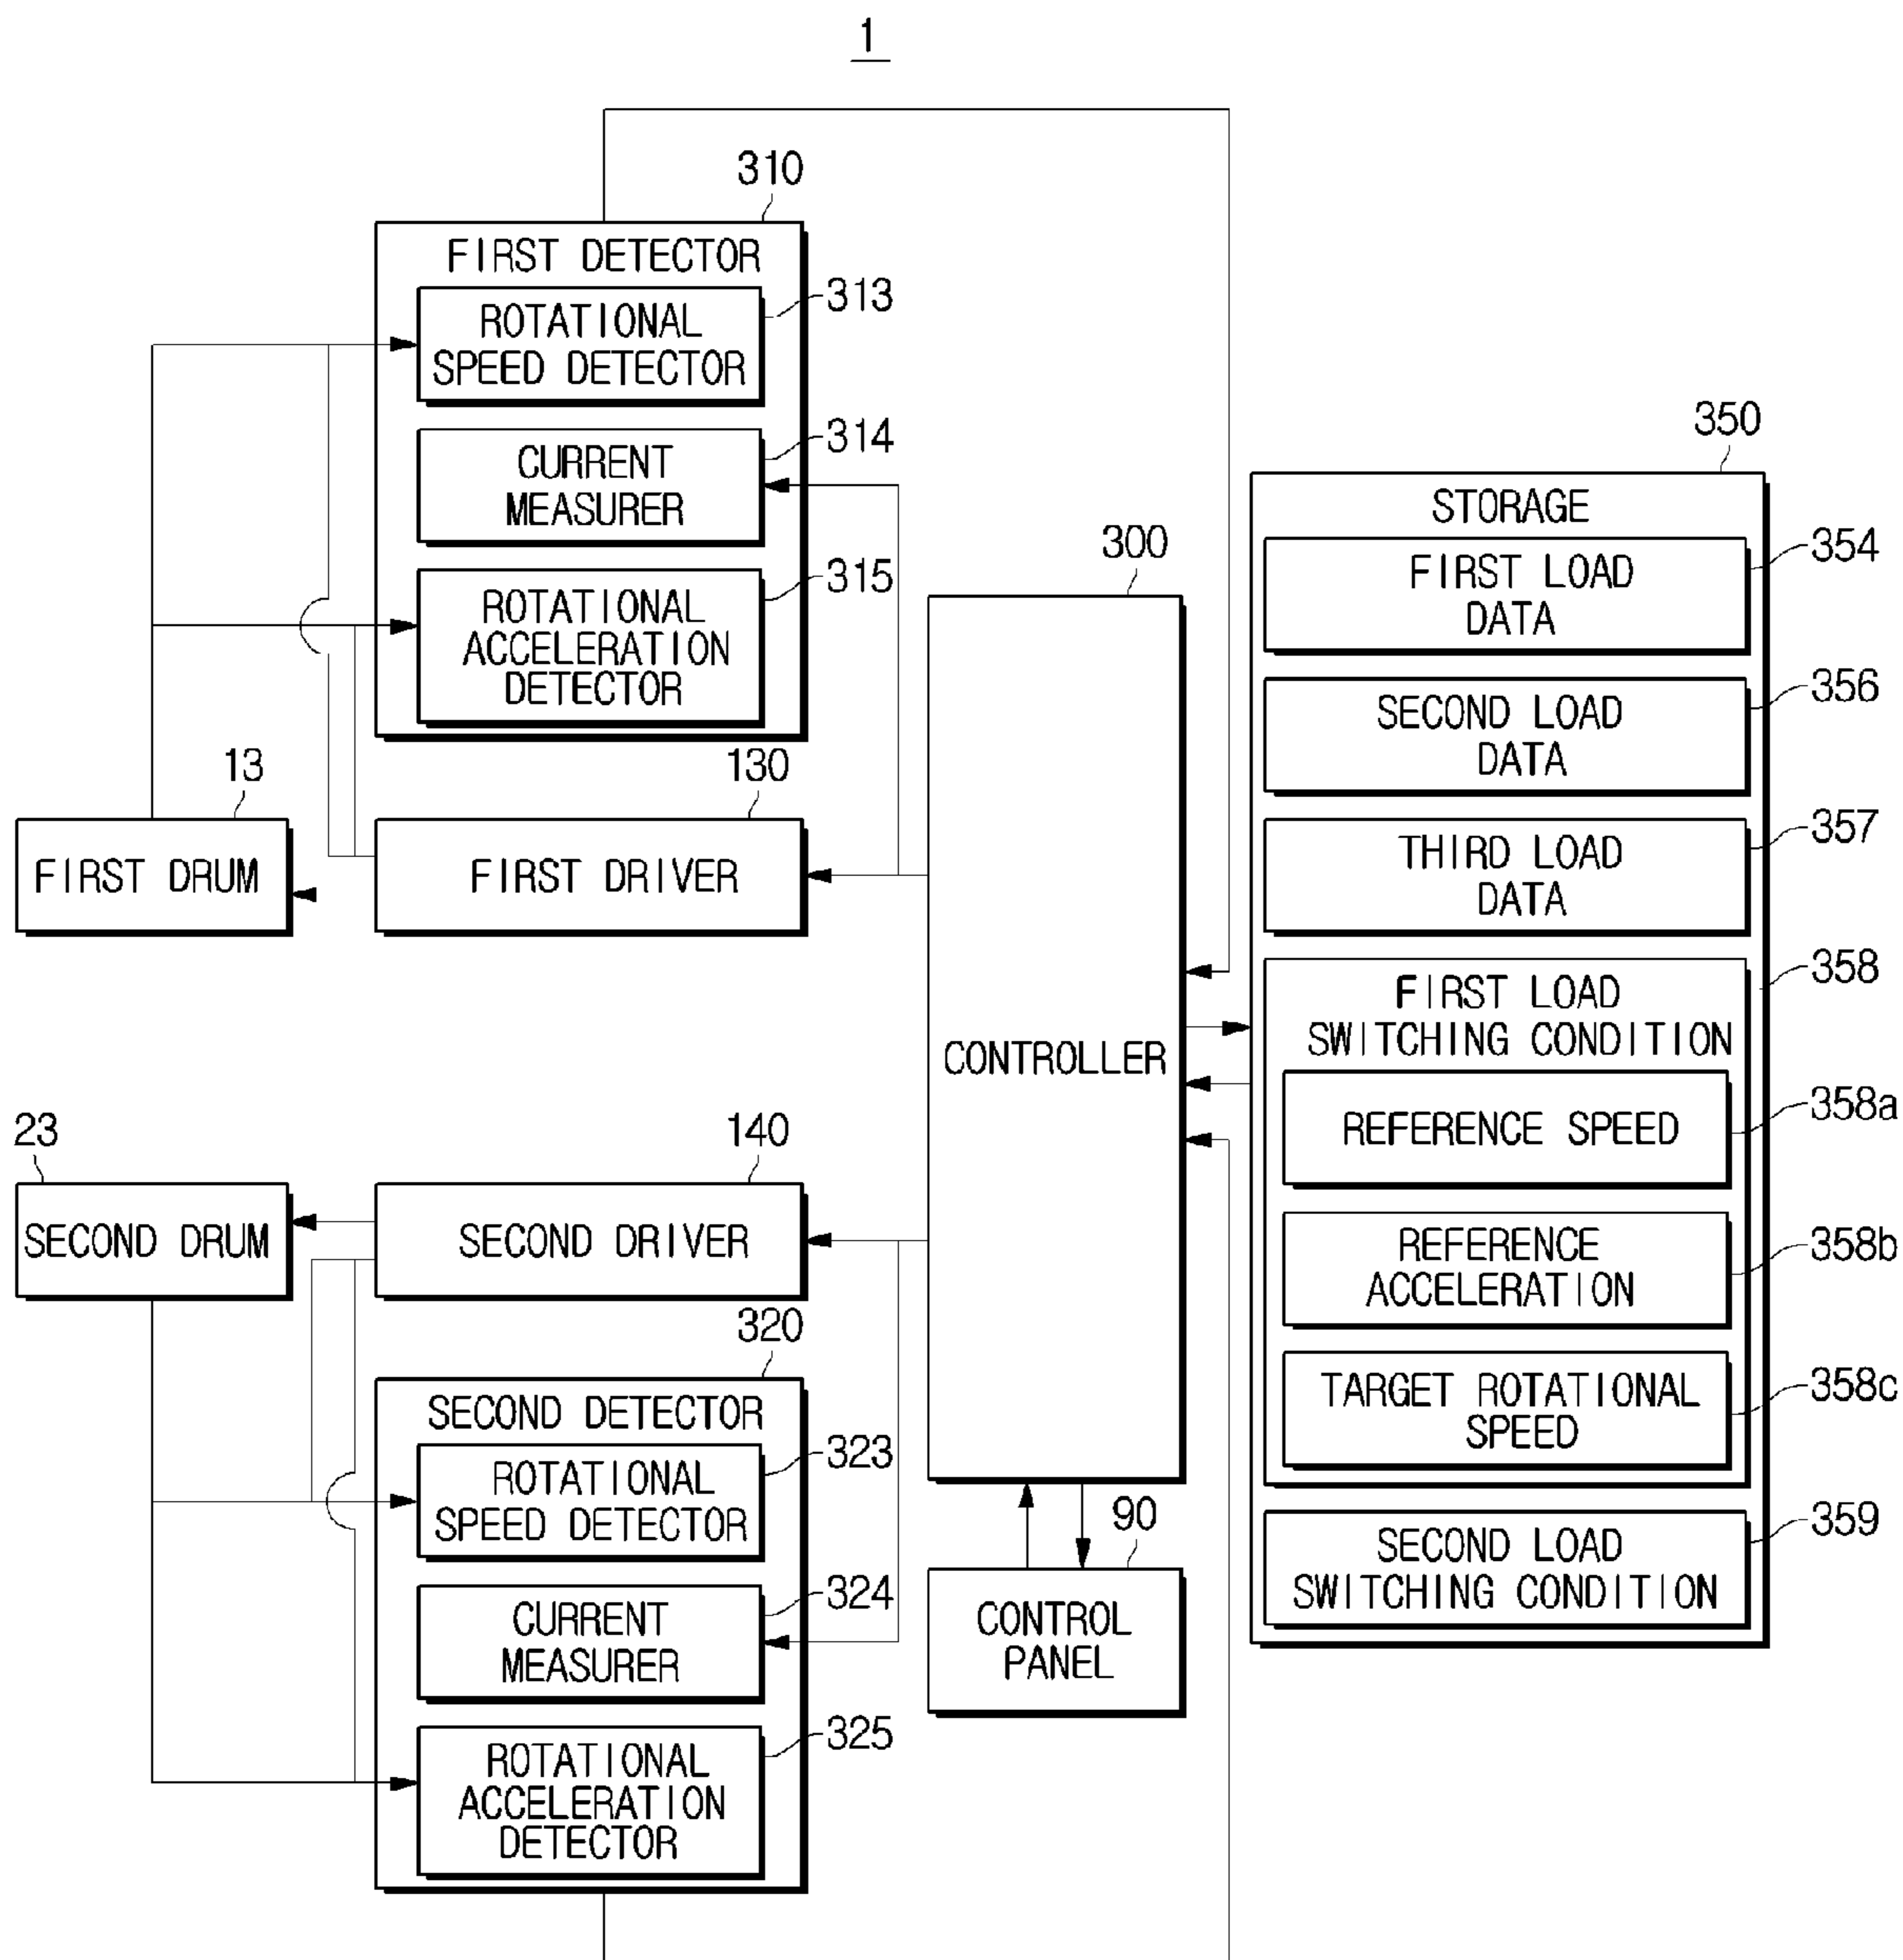 1
310
FIRST DETECTOR
313
ROTATIONAL
SPEED DETECTOR
314
CURRENT
MEASURER
315
ROTATIONAL
ACCELERATION
DETECTOR
13
FIRST DRUM
130
FIRST DRIVER
300
CONTROLLER
23
SECOND DRUM
140
SECOND DRIVER
320
SECOND DETECTOR
323
ROTATIONAL
SPEED DETECTOR
324
CURRENT
MEASURER
325
ROTATIONAL
ACCELERATION
DETECTOR
90
CONTROL
PANEL
350
STORAGE
354
FIRST LOAD
DATA
356
SECOND LOAD
DATA
357
THIRD LOAD
DATA
358
FIRST LOAD
SWITCHING CONDITION
358a
REFERENCE SPEED
358b
REFERENCE
ACCELERATION
358c
TARGET ROTATIONAL
SPEED
359
SECOND LOAD
SWITCHING CONDITION